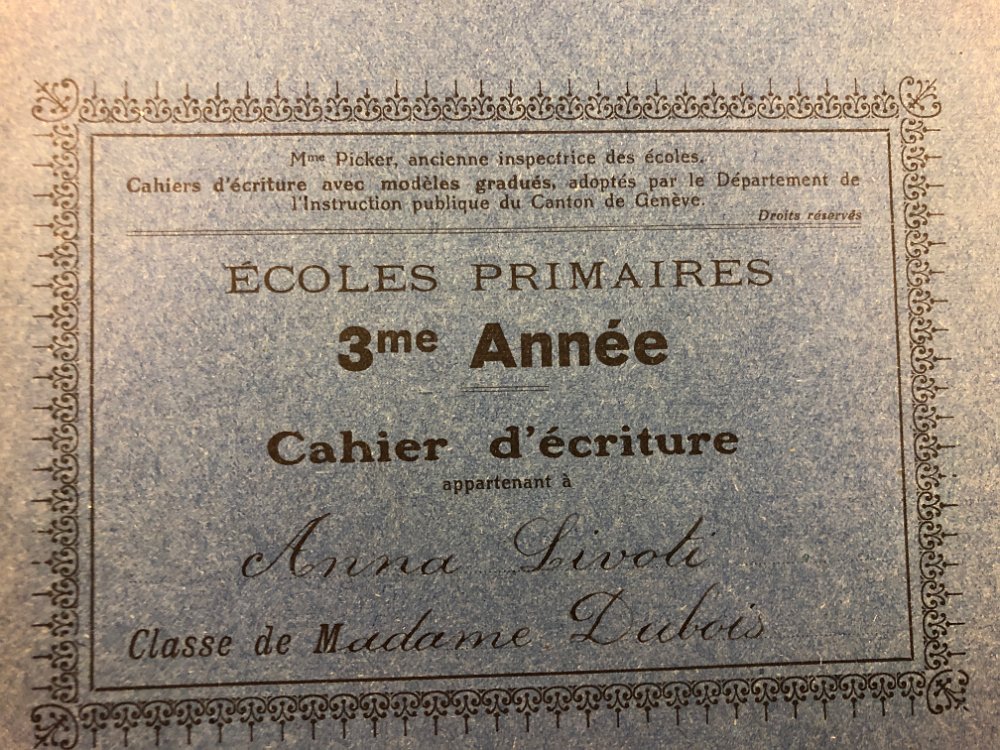 Mme Picker, ancienne inspectrice des écoles.
Cahiers d'écriture avec modèles gradués, adoptés par le Département de
l'Instruction publique du Canton de Genève.
Droits réservés
ÉCOLES PRIMAIRES
3me Année
Cahier d'écriture
appartenant à
Anna Livoti
Classe de Madame Dubois